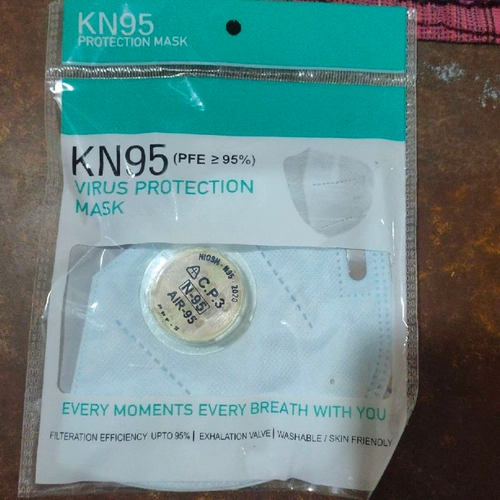 KN95
PROTECTION MASK
KN95 (PFE ≥ 95%)
VIRUS PROTECTION
MASK
NIOSH-N95 2020
C.P.3
N-95
AIR-95
EVERY MOMENTS EVERY BREATH WITH YOU
FILTERATION EFFICIENCY UPTO 95% | EXHALATION VALVE | WASHABLE / SKIN FRIENDLY